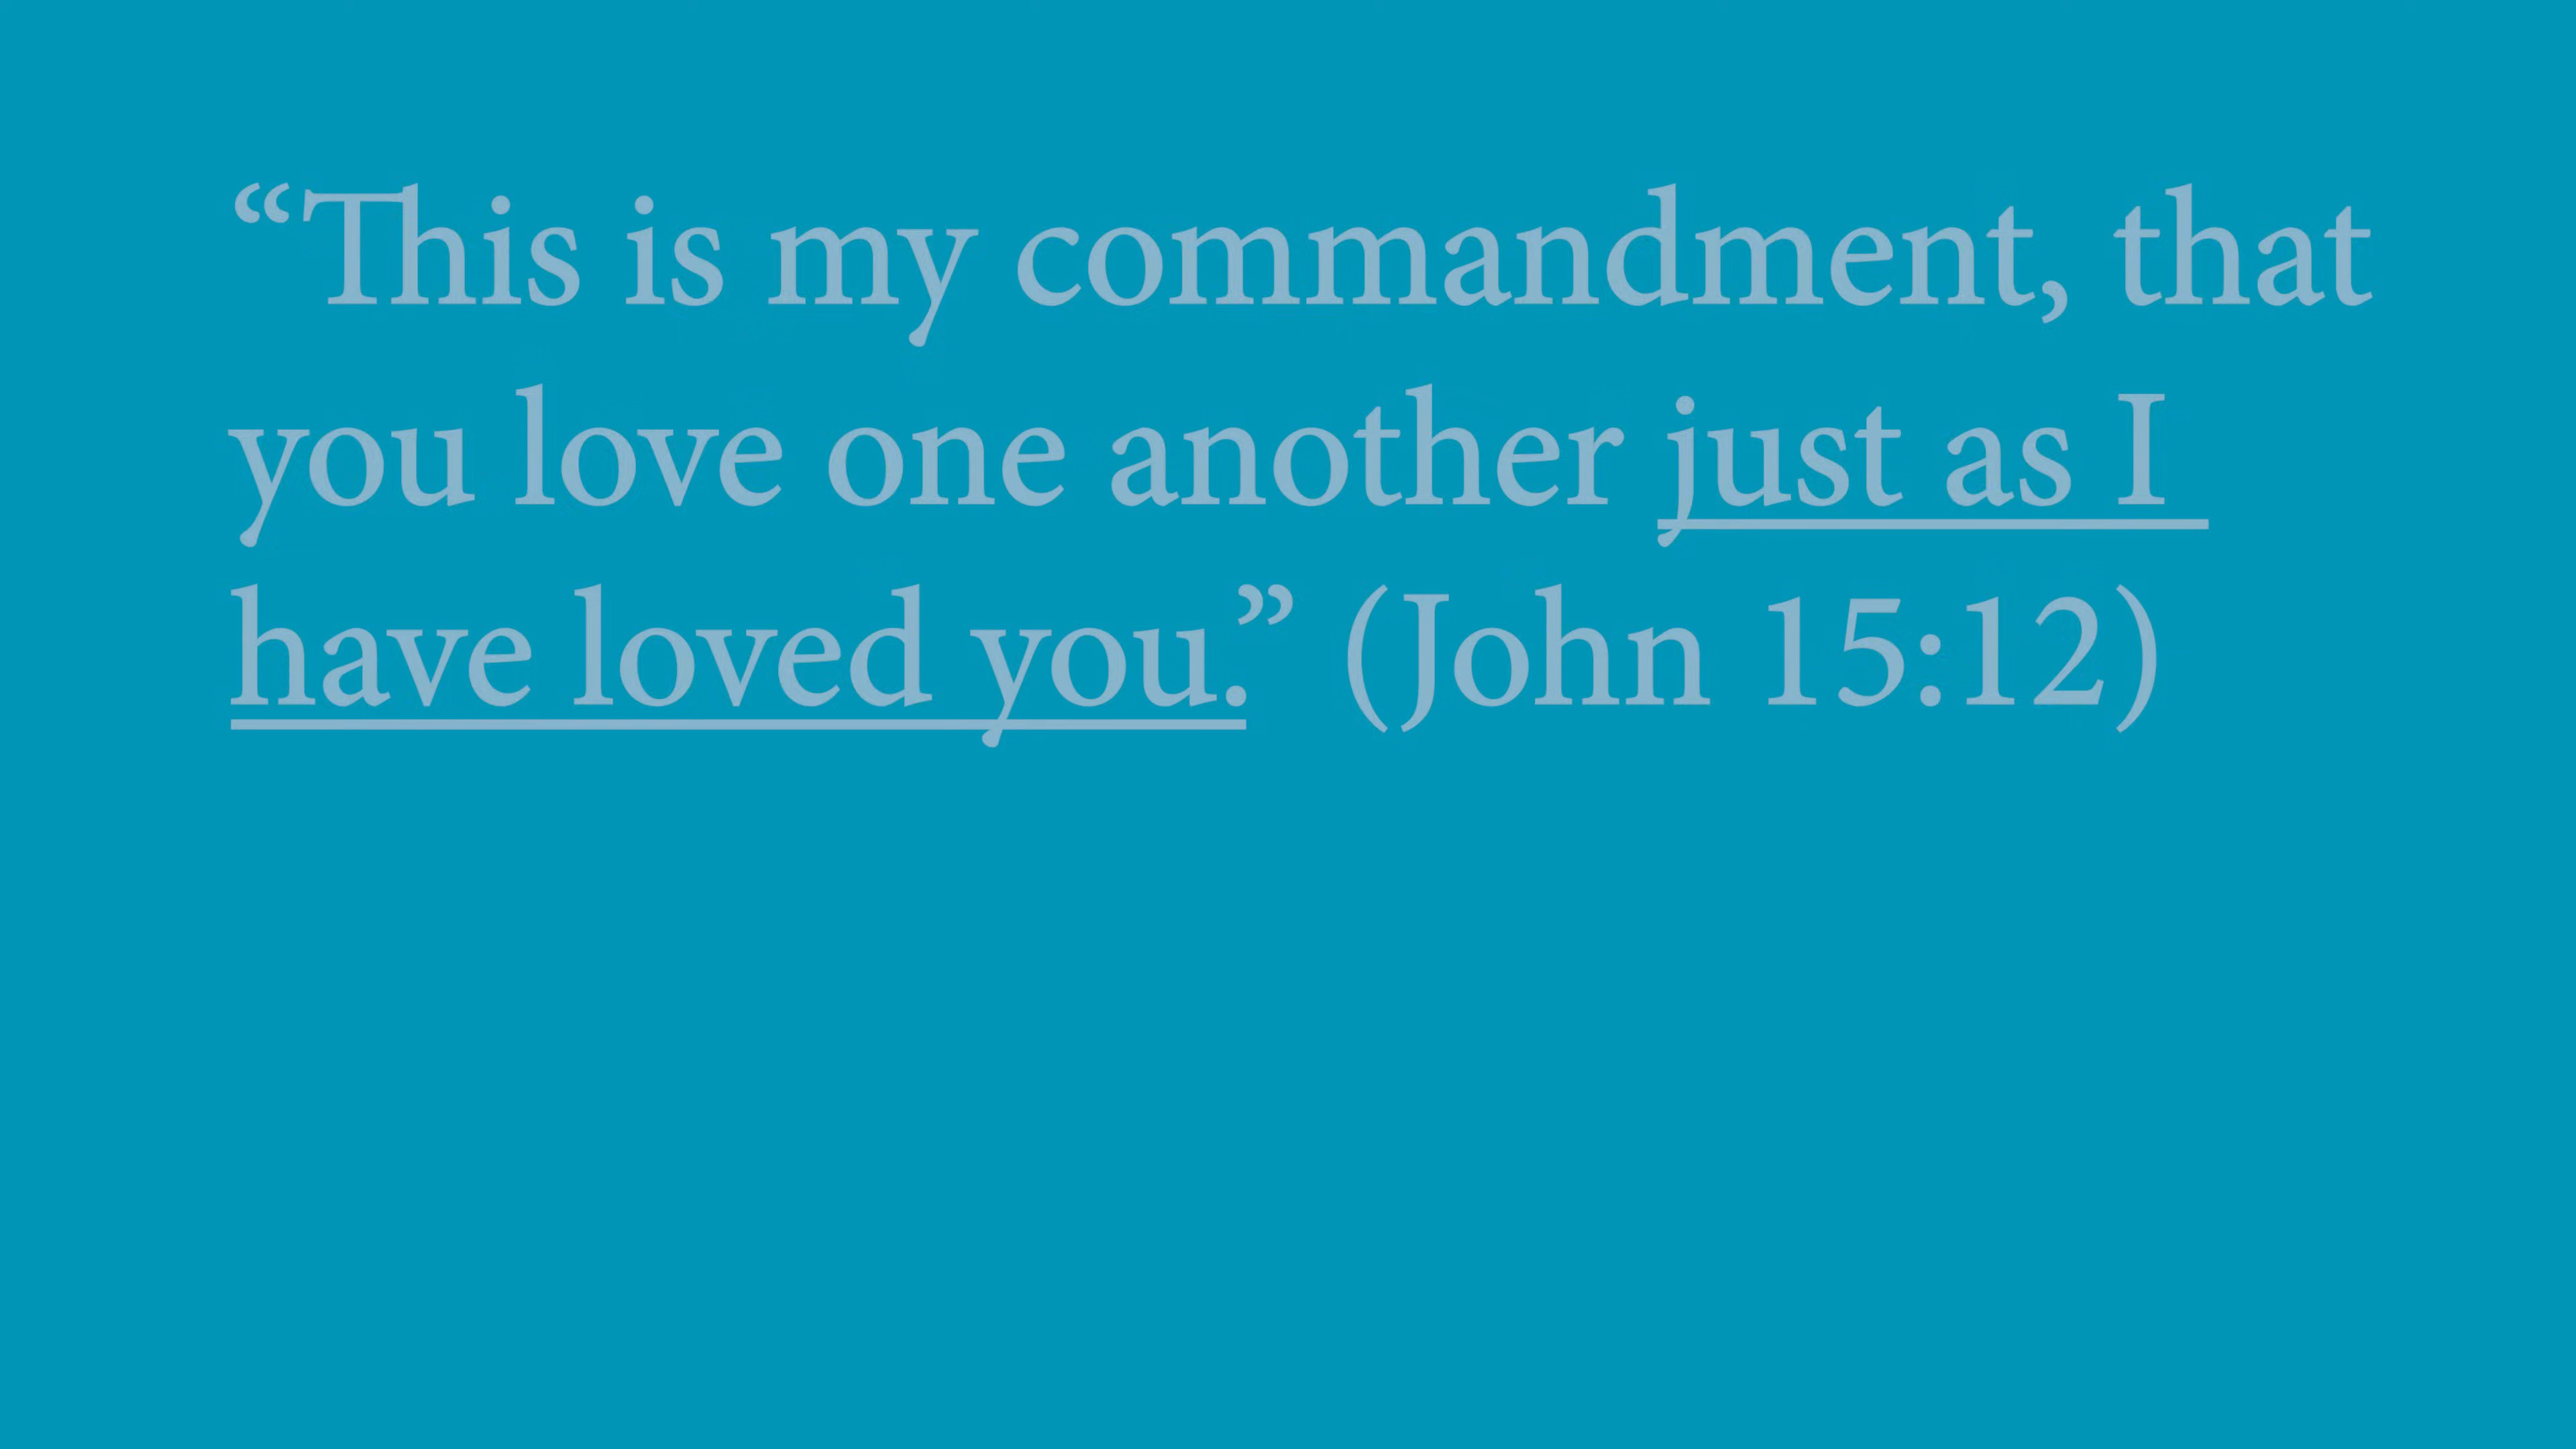 “This is my commandment, that
you love one another just as I
have loved you.” (John 15:12)